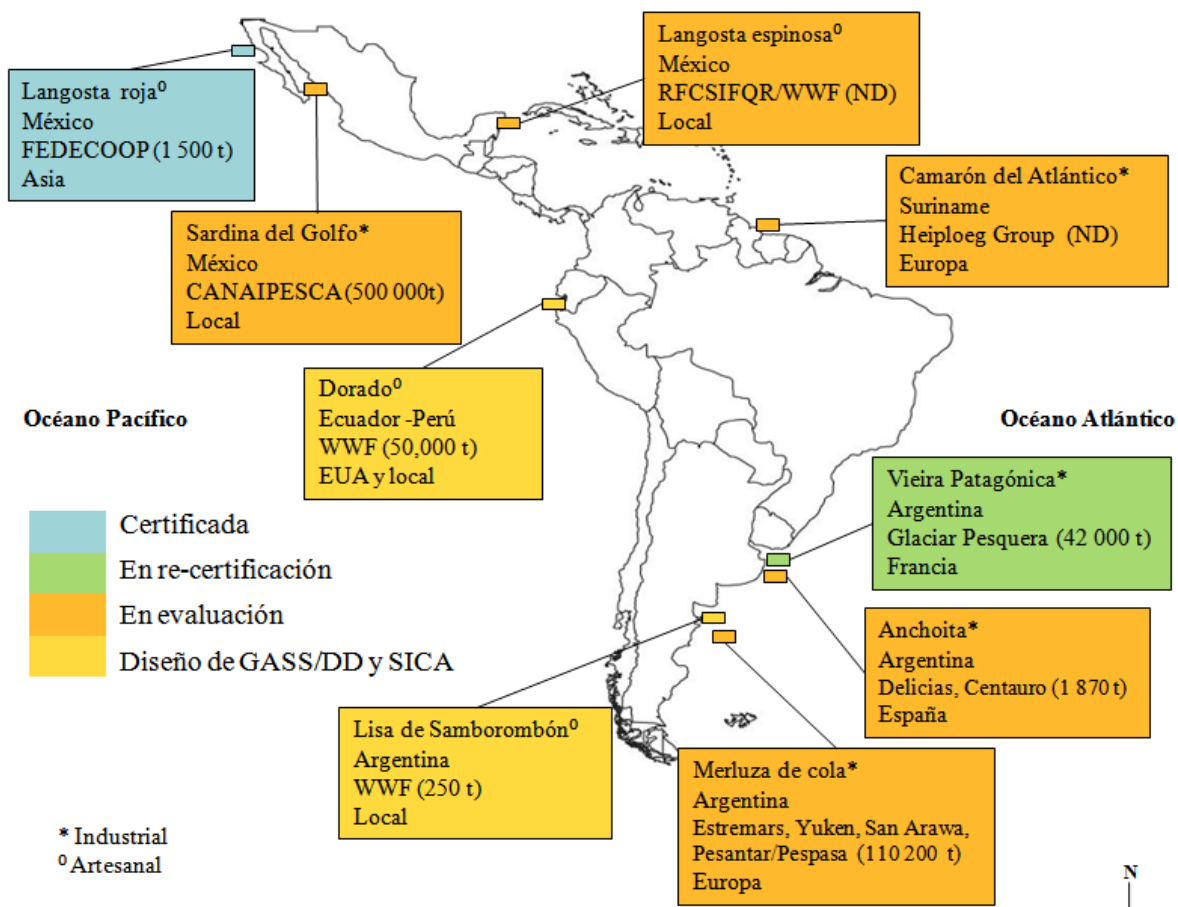 Langosta roja⁰
México
FEDECOOP (1 500 t)
Asia
Langosta espinosa⁰
México
RFCSIFQR/WWF (ND)
Local
Sardina del Golfo*
México
CANAIPESCA (500 000t)
Local
Camarón del Atlántico*
Suriname
Heiploeg Group (ND)
Europa
Dorado⁰
Ecuador -Perú
WWF (50,000 t)
EUA y local
Océano Pacífico
Océano Atlántico
Vieira Patagónica*
Argentina
Glaciar Pesquera (42 000 t)
Francia
Certificada
En re-certificación
En evaluación
Diseño de GASS/DD y SICA
Anchoita*
Argentina
Delicias, Centauro (1 870 t)
España
Lisa de Samborombón⁰
Argentina
WWF (250 t)
Local
Merluza de cola*
Argentina
Estremars, Yuken, San Arawa,
Pesantar/Pespasa (110 200 t)
Europa
* Industrial
⁰ Artesanal
N